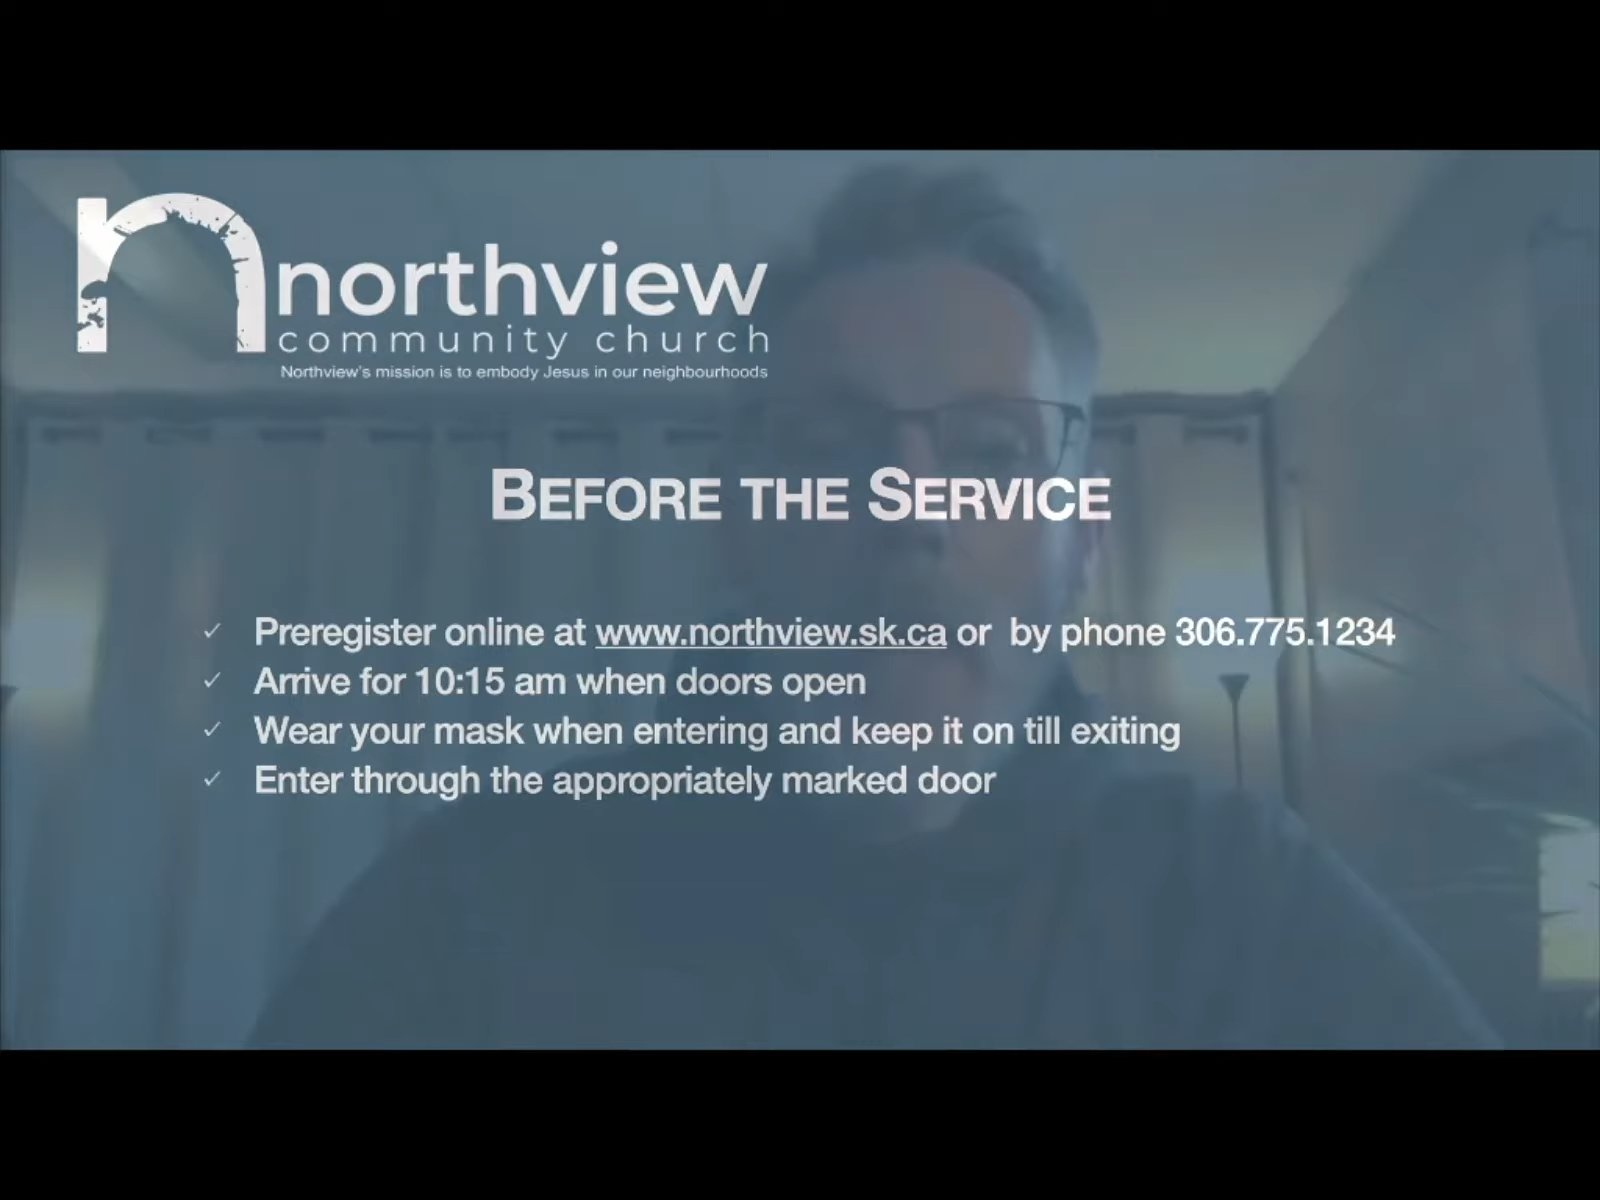 northview
community church
Northview's mission is to embody Jesus in our neighbourhoods
BEFORE THE SERVICE
✓ Preregister online at www.northview.sk.ca or by phone 306.775.1234
✓ Arrive for 10:15 am when doors open
✓ Wear your mask when entering and keep it on till exiting
✓ Enter through the appropriately marked door